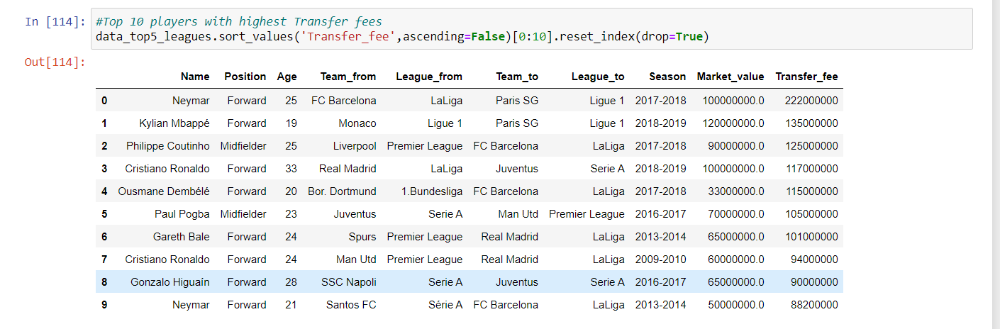 In [114]: #Top 10 players with highest Transfer fees
data_top5_leagues.sort_values('Transfer_fee',ascending=False)[0:10].reset_index(drop=True)
Out[114]:
Name Position Age Team_from League_from Team_to League_to Season Market_value Transfer_fee
0 Neymar Forward 25 FC Barcelona LaLiga Paris SG Ligue 1 2017-2018 100000000.0 222000000
1 Kylian Mbappé Forward 19 Monaco Ligue 1 Paris SG Ligue 1 2018-2019 120000000.0 135000000
2 Philippe Coutinho Midfielder 25 Liverpool Premier League FC Barcelona LaLiga 2017-2018 90000000.0 125000000
3 Cristiano Ronaldo Forward 33 Real Madrid LaLiga Juventus Serie A 2018-2019 100000000.0 117000000
4 Ousmane Dembélé Forward 20 Bor. Dortmund 1.Bundesliga FC Barcelona LaLiga 2017-2018 33000000.0 115000000
5 Paul Pogba Midfielder 23 Juventus Serie A Man Utd Premier League 2016-2017 70000000.0 105000000
6 Gareth Bale Forward 24 Spurs Premier League Real Madrid LaLiga 2013-2014 65000000.0 101000000
7 Cristiano Ronaldo Forward 24 Man Utd Premier League Real Madrid LaLiga 2009-2010 60000000.0 94000000
8 Gonzalo Higuaín Forward 28 SSC Napoli Serie A Juventus Serie A 2016-2017 65000000.0 90000000
9 Neymar Forward 21 Santos FC Série A FC Barcelona LaLiga 2013-2014 50000000.0 88200000